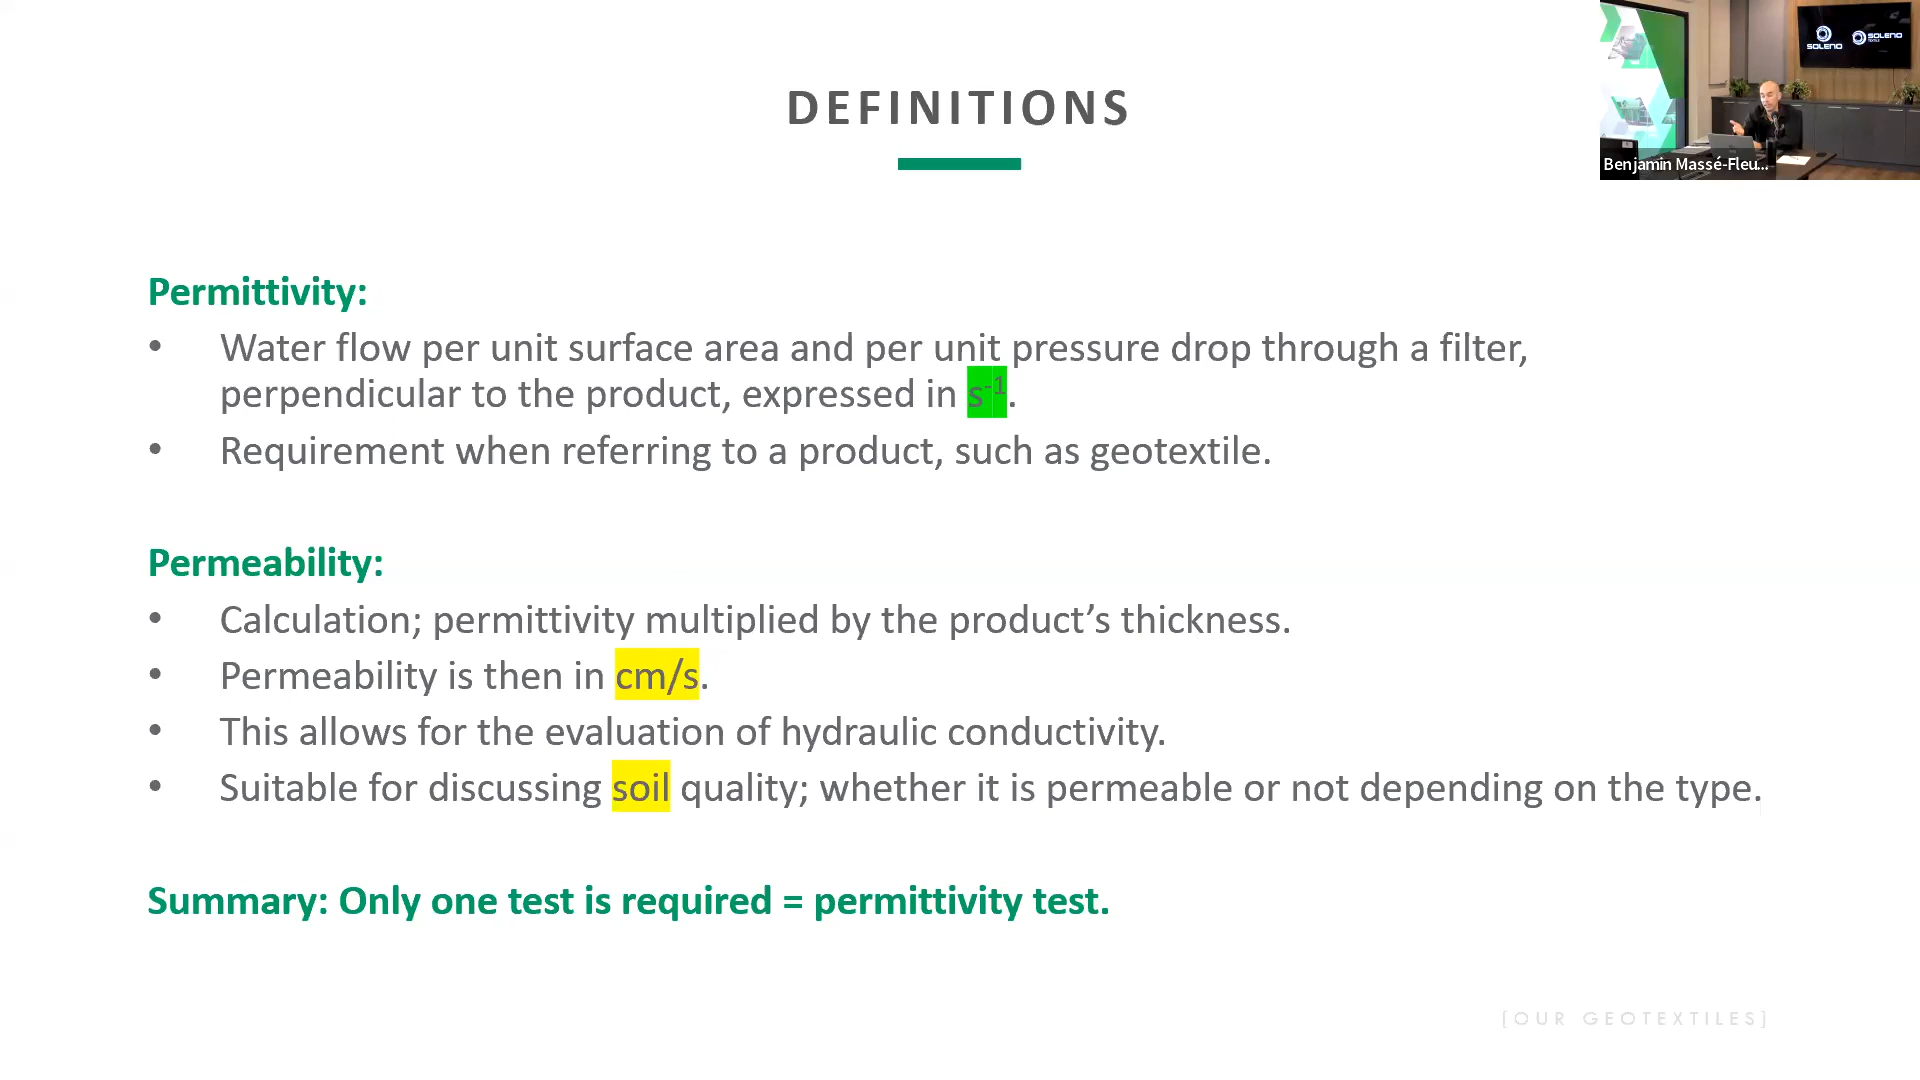 SOLENO
SOLENO
TEXTILE
DEFINITIONS
Benjamin Massé-Fleu...
Permittivity:
• Water flow per unit surface area and per unit pressure drop through a filter,
perpendicular to the product, expressed in s⁻¹.
• Requirement when referring to a product, such as geotextile.
Permeability:
• Calculation; permittivity multiplied by the product’s thickness.
• Permeability is then in cm/s.
• This allows for the evaluation of hydraulic conductivity.
• Suitable for discussing soil quality; whether it is permeable or not depending on the type.
Summary: Only one test is required = permittivity test.
[OUR GEOTEXTILES]